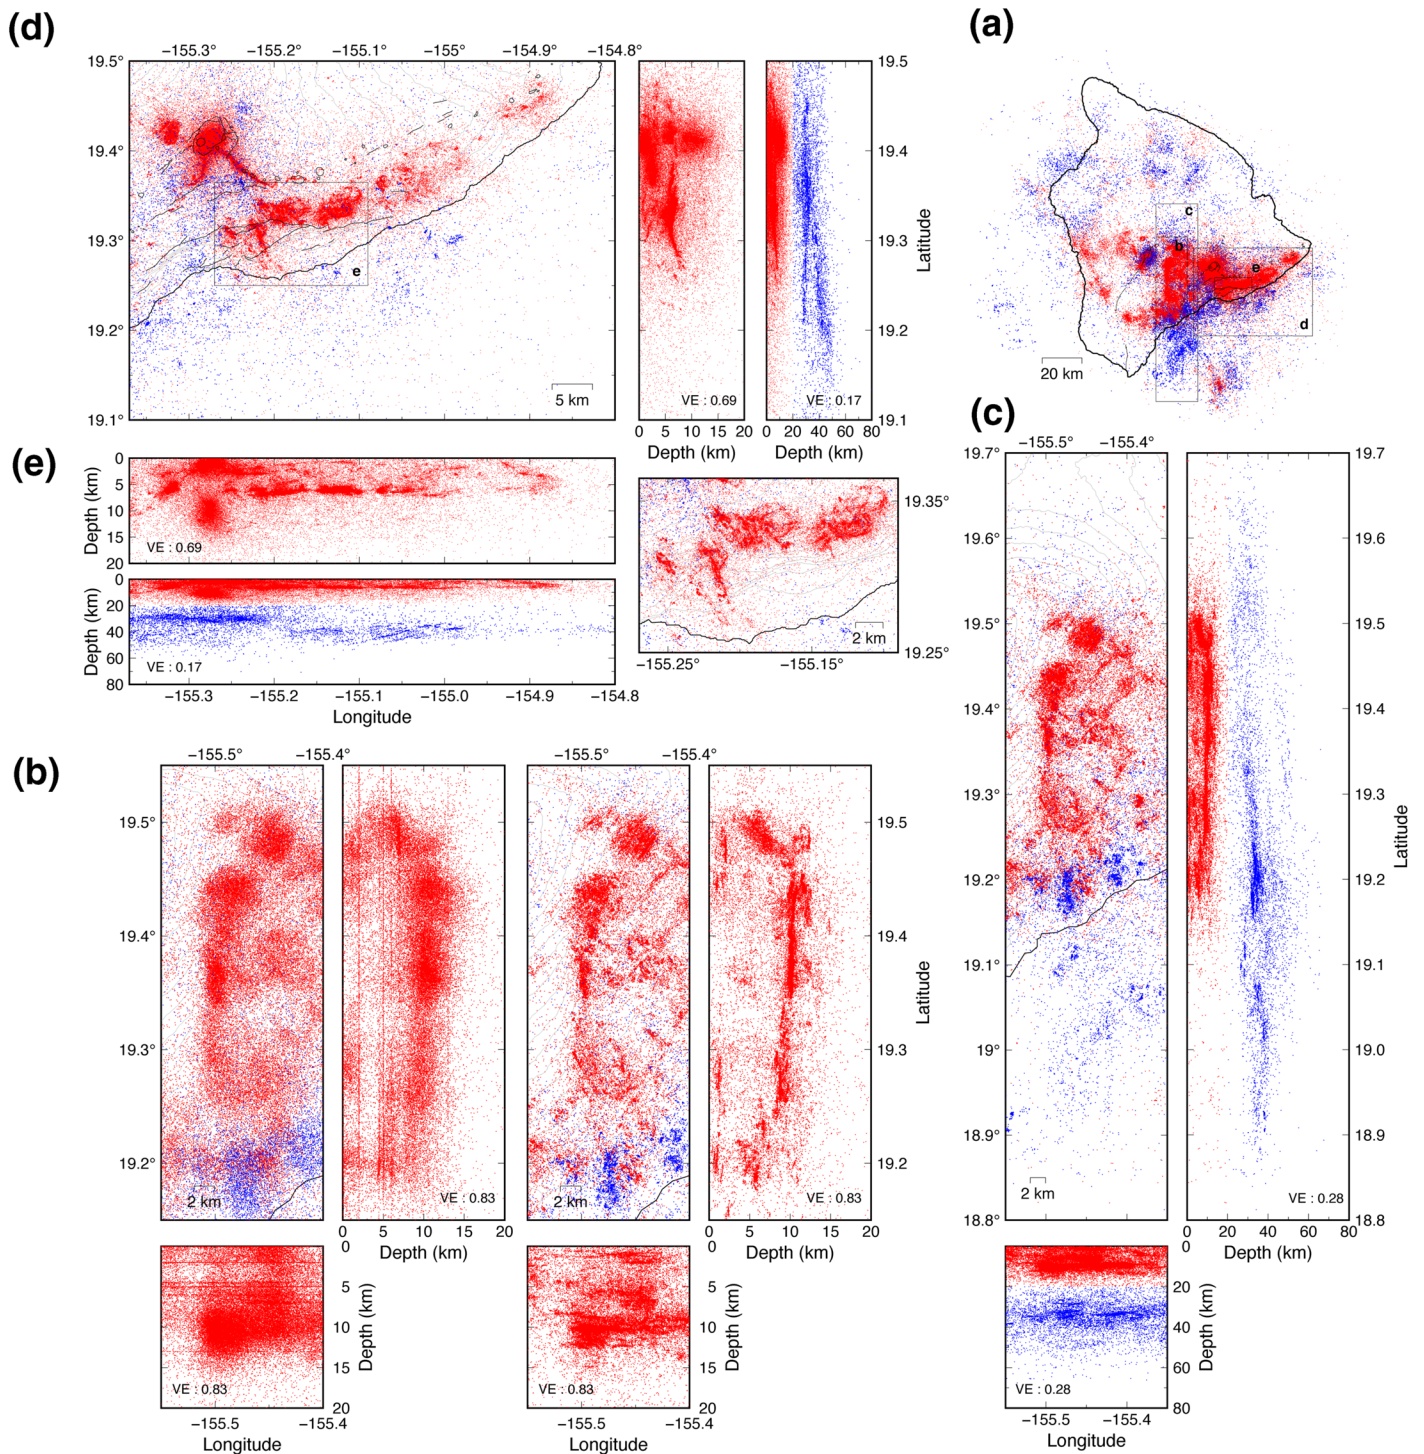 (d)
−155.3° −155.2° −155.1° −155° −154.9° −154.8°
19.5°
19.4°
19.3°
19.2°
19.1°
e
5 km
VE : 0.69
0 5 10 15 20
Depth (km)
VE : 0.17
0 20 40 60 80
Depth (km)
19.5
19.4
19.3
19.2
19.1
Latitude
(a)
c
b
e
d
20 km
(e)
0
5
10
15
20
Depth (km)
VE : 0.69
0
20
40
60
80
Depth (km)
VE : 0.17
−155.3 −155.2 −155.1 −155.0 −154.9 −154.8
Longitude
19.35°
19.25°
2 km
−155.25° −155.15°
(c)
−155.5° −155.4°
19.7°
19.6°
19.5°
19.4°
19.3°
19.2°
19.1°
19°
18.9°
18.8°
2 km
19.7
19.6
19.5
19.4
19.3
19.2
19.1
19.0
18.9
18.8
Latitude
VE : 0.28
0 20 40 60 80
Depth (km)
0
20
40
60
80
Depth (km)
VE : 0.28
−155.5 −155.4
Longitude
(b)
−155.5° −155.4°
19.5°
19.4°
19.3°
19.2°
2 km
VE : 0.83
0 5 10 15 20
Depth (km)
0
5
10
15
20
Depth (km)
VE : 0.83
−155.5 −155.4
Longitude
−155.5° −155.4°
2 km
19.5
19.4
19.3
19.2
Latitude
VE : 0.83
0 5 10 15 20
Depth (km)
0
5
10
15
20
Depth (km)
VE : 0.83
−155.5 −155.4
Longitude